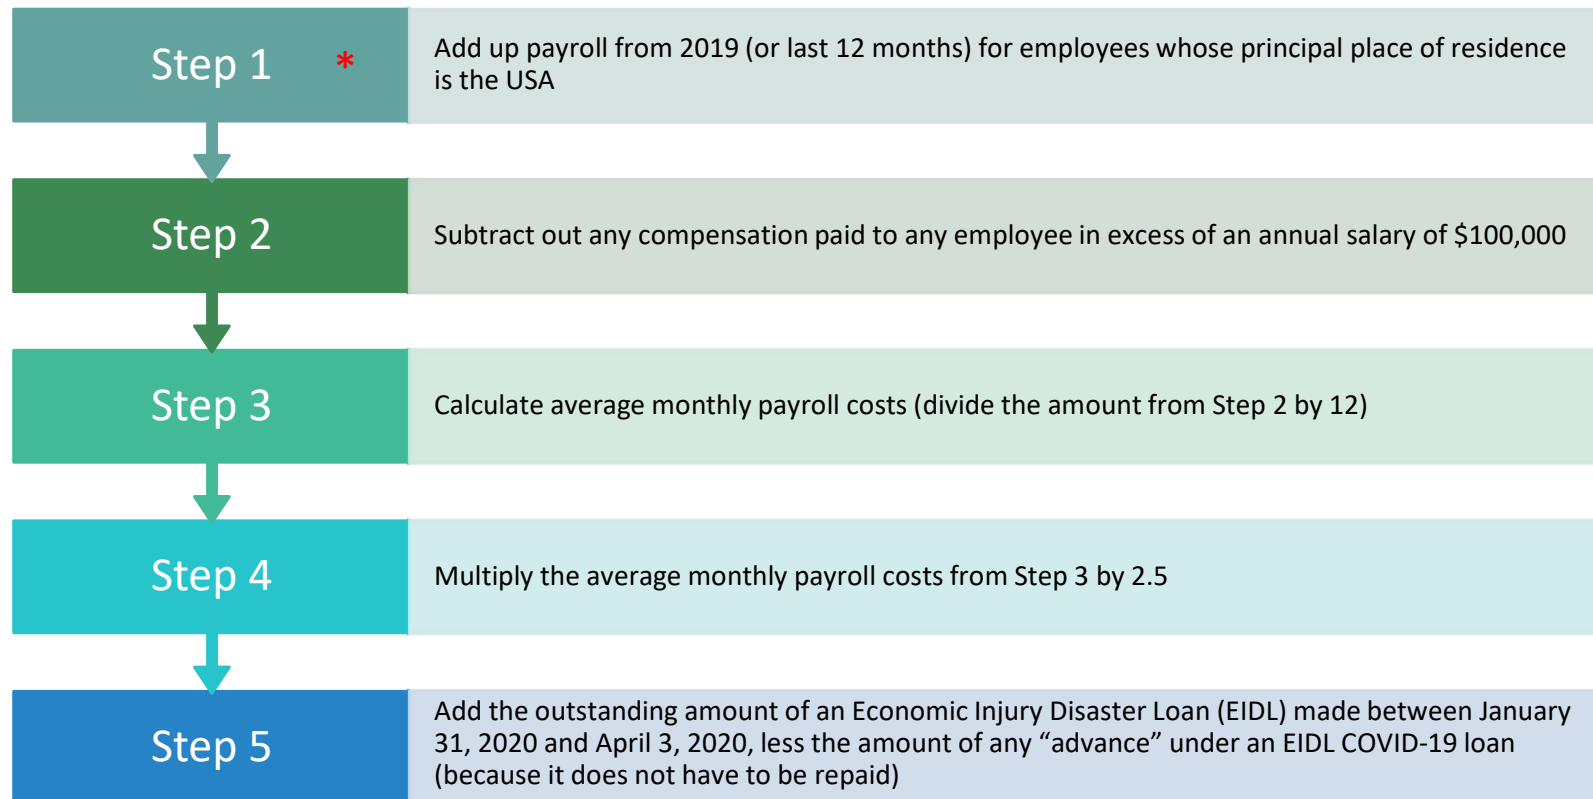 Step 1 *
Add up payroll from 2019 (or last 12 months) for employees whose principal place of residence
is the USA
Step 2
Subtract out any compensation paid to any employee in excess of an annual salary of $100,000
Step 3
Calculate average monthly payroll costs (divide the amount from Step 2 by 12)
Step 4
Multiply the average monthly payroll costs from Step 3 by 2.5
Step 5
Add the outstanding amount of an Economic Injury Disaster Loan (EIDL) made between January
31, 2020 and April 3, 2020, less the amount of any “advance” under an EIDL COVID-19 loan
(because it does not have to be repaid)